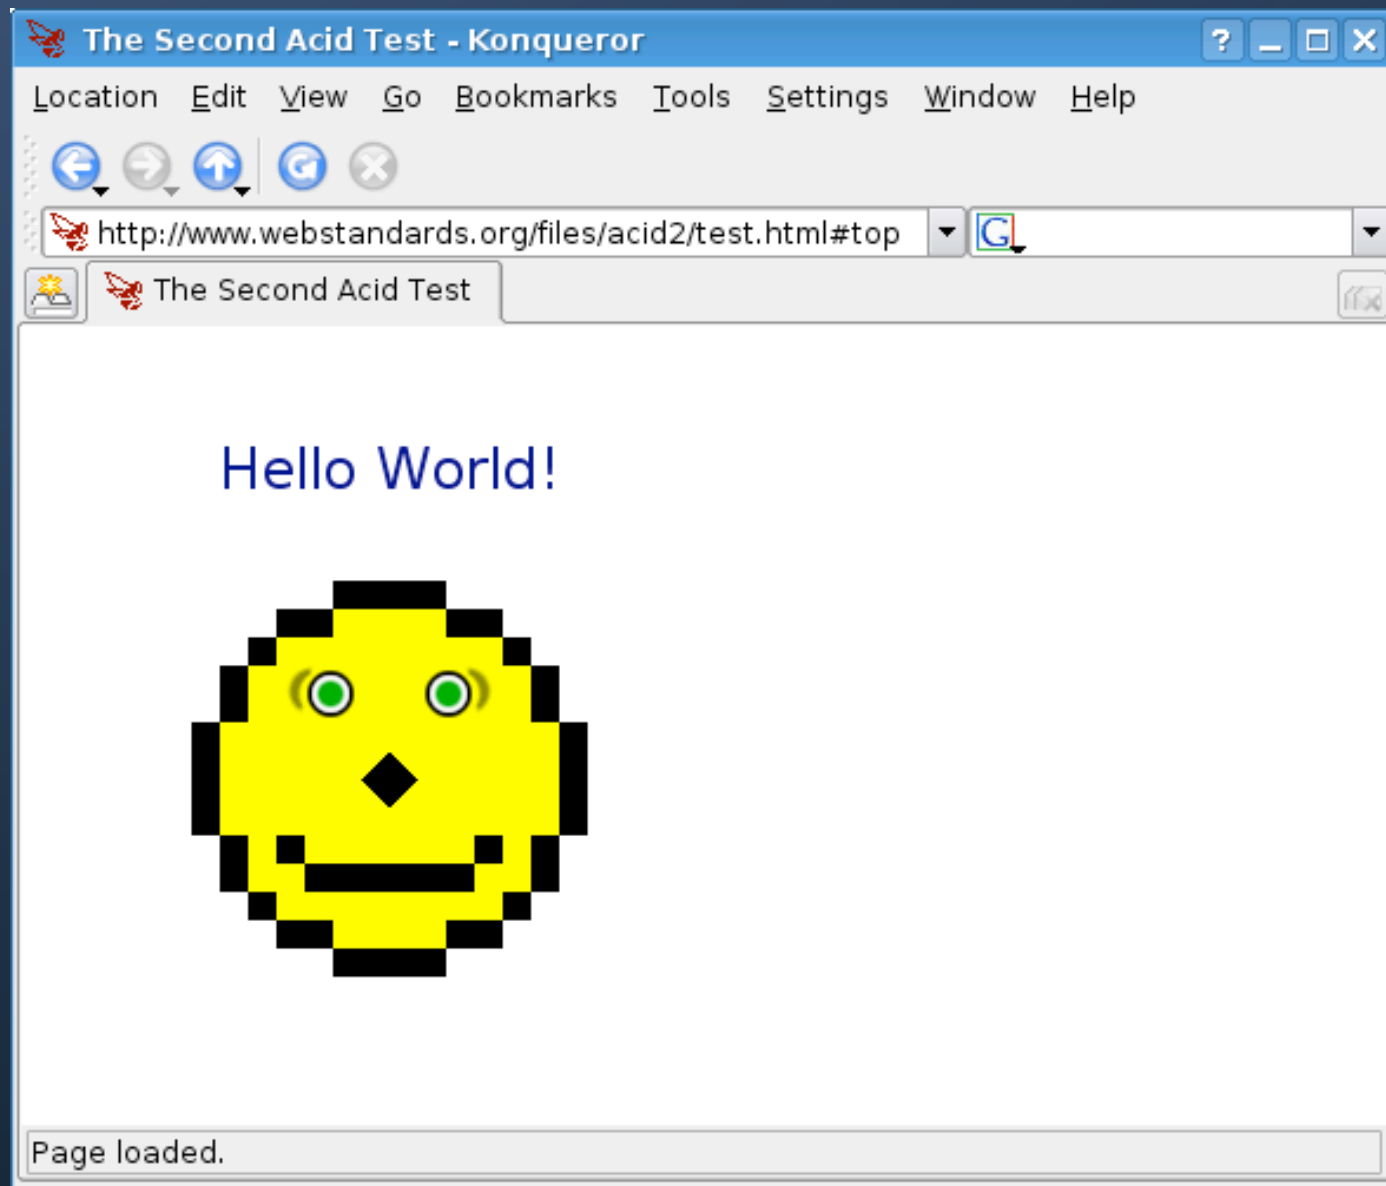 The Second Acid Test - Konqueror
Location Edit View Go Bookmarks Tools Settings Window Help
http://www.webstandards.org/files/acid2/test.html#top G
The Second Acid Test
Hello World!
Page loaded.